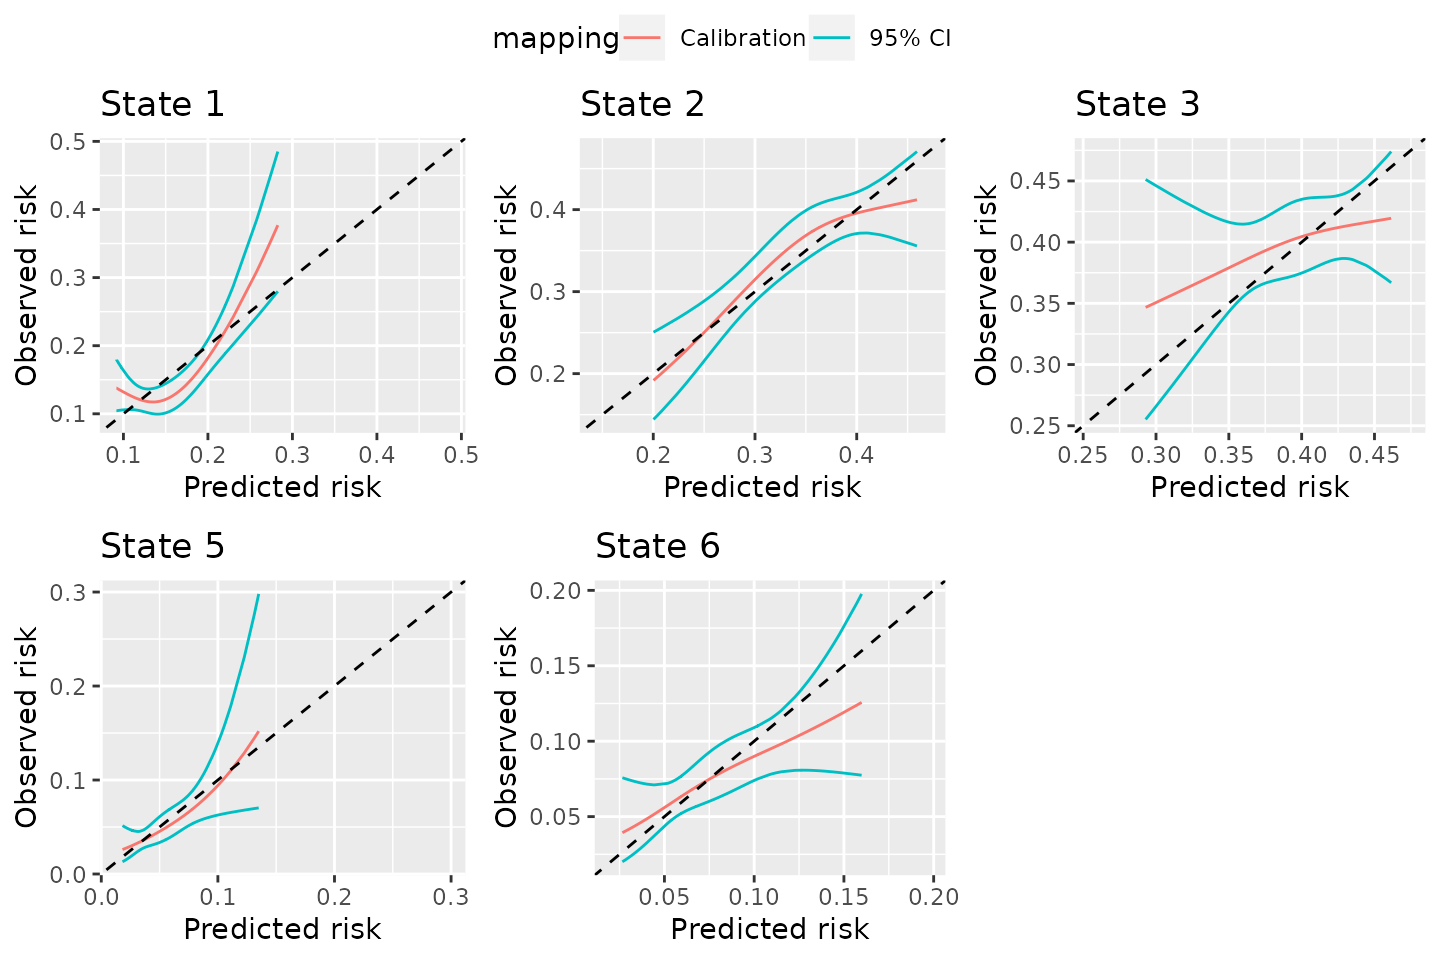 mapping Calibration 95% CI
State 1
0.5
0.4
0.3
0.2
0.1
Observed risk
0.1 0.2 0.3 0.4 0.5
Predicted risk
State 2
0.4
0.3
0.2
Observed risk
0.2 0.3 0.4
Predicted risk
State 3
0.45
0.40
0.35
0.30
0.25
Observed risk
0.25 0.30 0.35 0.40 0.45
Predicted risk
State 5
0.3
0.2
0.1
0.0
Observed risk
0.0 0.1 0.2 0.3
Predicted risk
State 6
0.20
0.15
0.10
0.05
Observed risk
0.05 0.10 0.15 0.20
Predicted risk